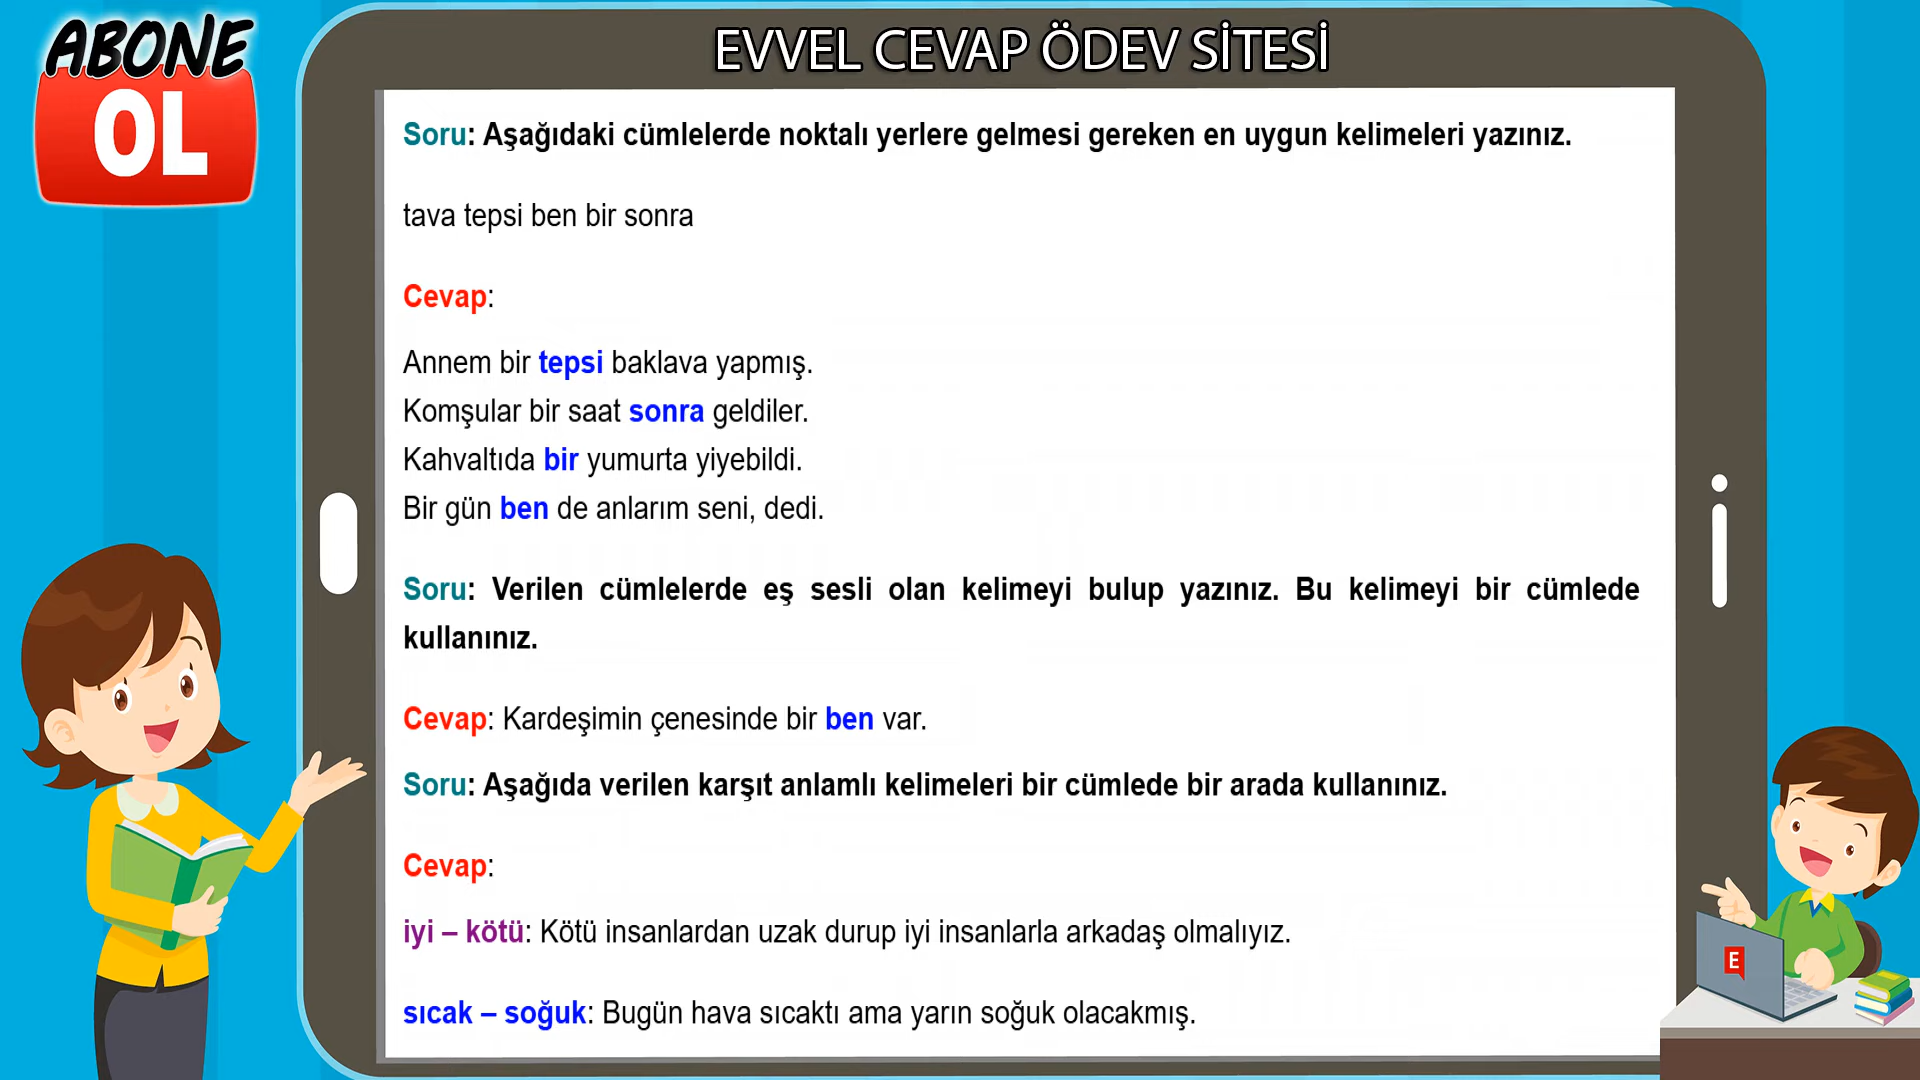 ABONE
OL
EVVEL CEVAP ÖDEV SİTESİ
Soru: Aşağıdaki cümlelerde noktalı yerlere gelmesi gereken en uygun kelimeleri yazınız.
tava tepsi ben bir sonra
Cevap:
Annem bir tepsi baklava yapmış.
Komşular bir saat sonra geldiler.
Kahvaltıda bir yumurta yiyebildi.
Bir gün ben de anlarım seni, dedi.
Soru: Verilen cümlelerde eş sesli olan kelimeyi bulup yazınız. Bu kelimeyi bir cümlede
kullanınız.
Cevap: Kardeşimin çenesinde bir ben var.
Soru: Aşağıda verilen karşıt anlamlı kelimeleri bir cümlede bir arada kullanınız.
Cevap:
iyi – kötü: Kötü insanlardan uzak durup iyi insanlarla arkadaş olmalıyız.
sıcak – soğuk: Bugün hava sıcaktı ama yarın soğuk olacakmış.
E